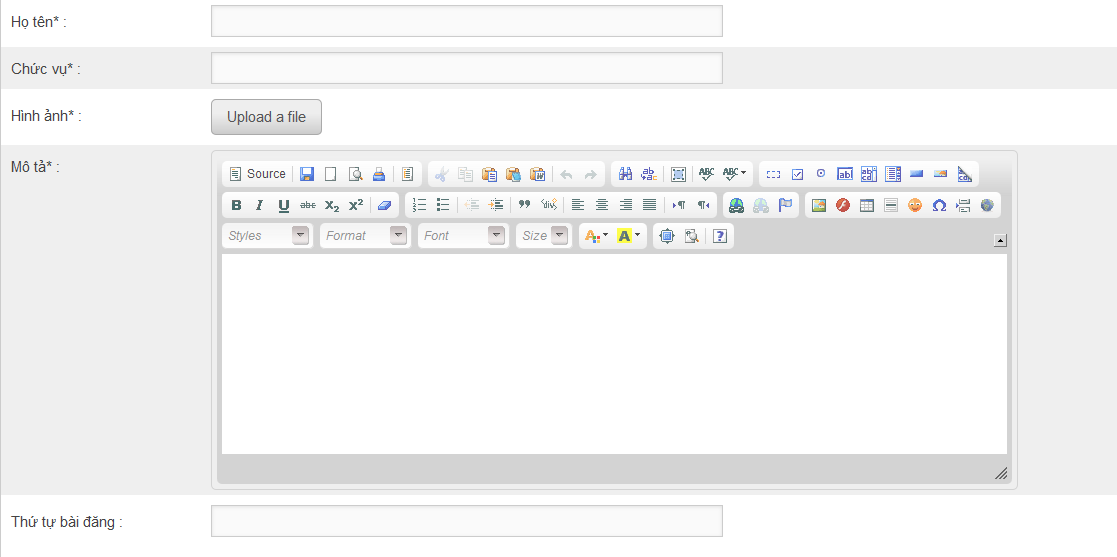 Họ tên* :
Chức vụ* :
Hình ảnh* :
Upload a file
Mô tả* :
Source
Styles
Format
Font
Size
Thứ tự bài đăng :